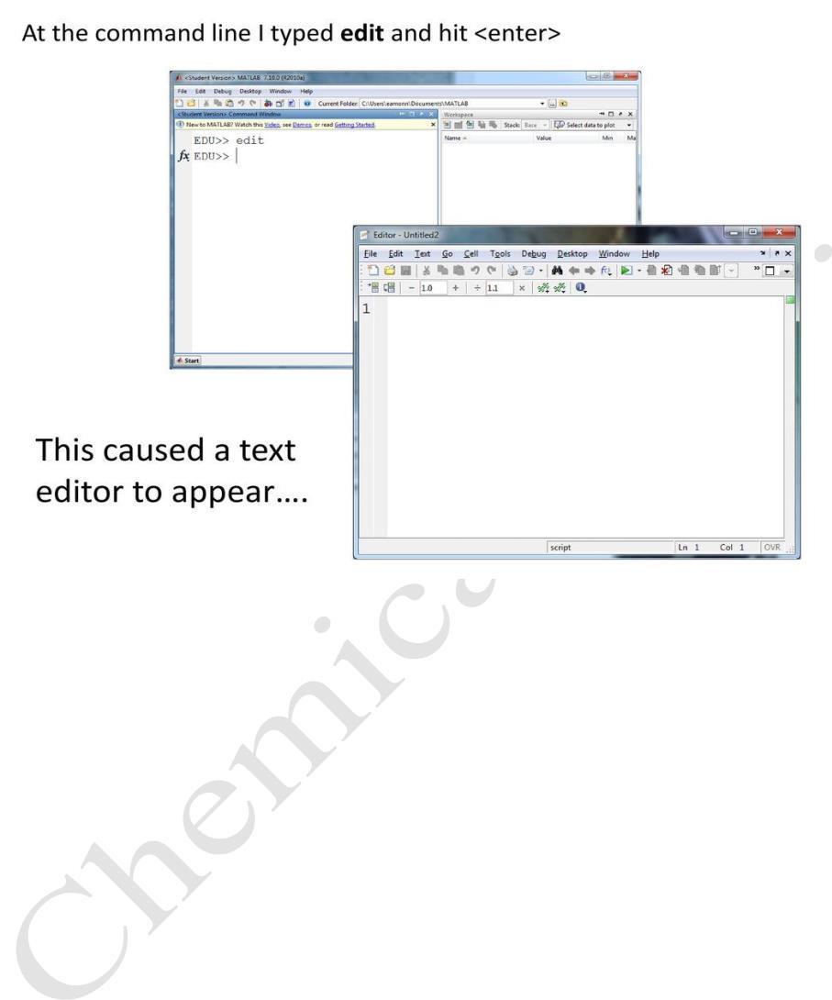 At the command line I typed edit and hit <enter>
<Student Version> MATLAB 7.10.0 (R2010a)
File Edit Debug Desktop Window Help
Current Folder: C:\Users\eamonn\Documents\MATLAB
<Student Version> Command Window
Workspace
New to MATLAB? Watch this Video, see Demos, or read Getting Started.
Stack: Base
Select data to plot
Name
Value
Min
Ma
EDU>> edit
fx EDU>>
Start
Editor - Untitled2
File Edit Text Go Cell Tools Debug Desktop Window Help
− 1.0 + ÷ 1.1 ×
1
script
Ln 1 Col 1 OVR
This caused a text
editor to appear....
Chemica